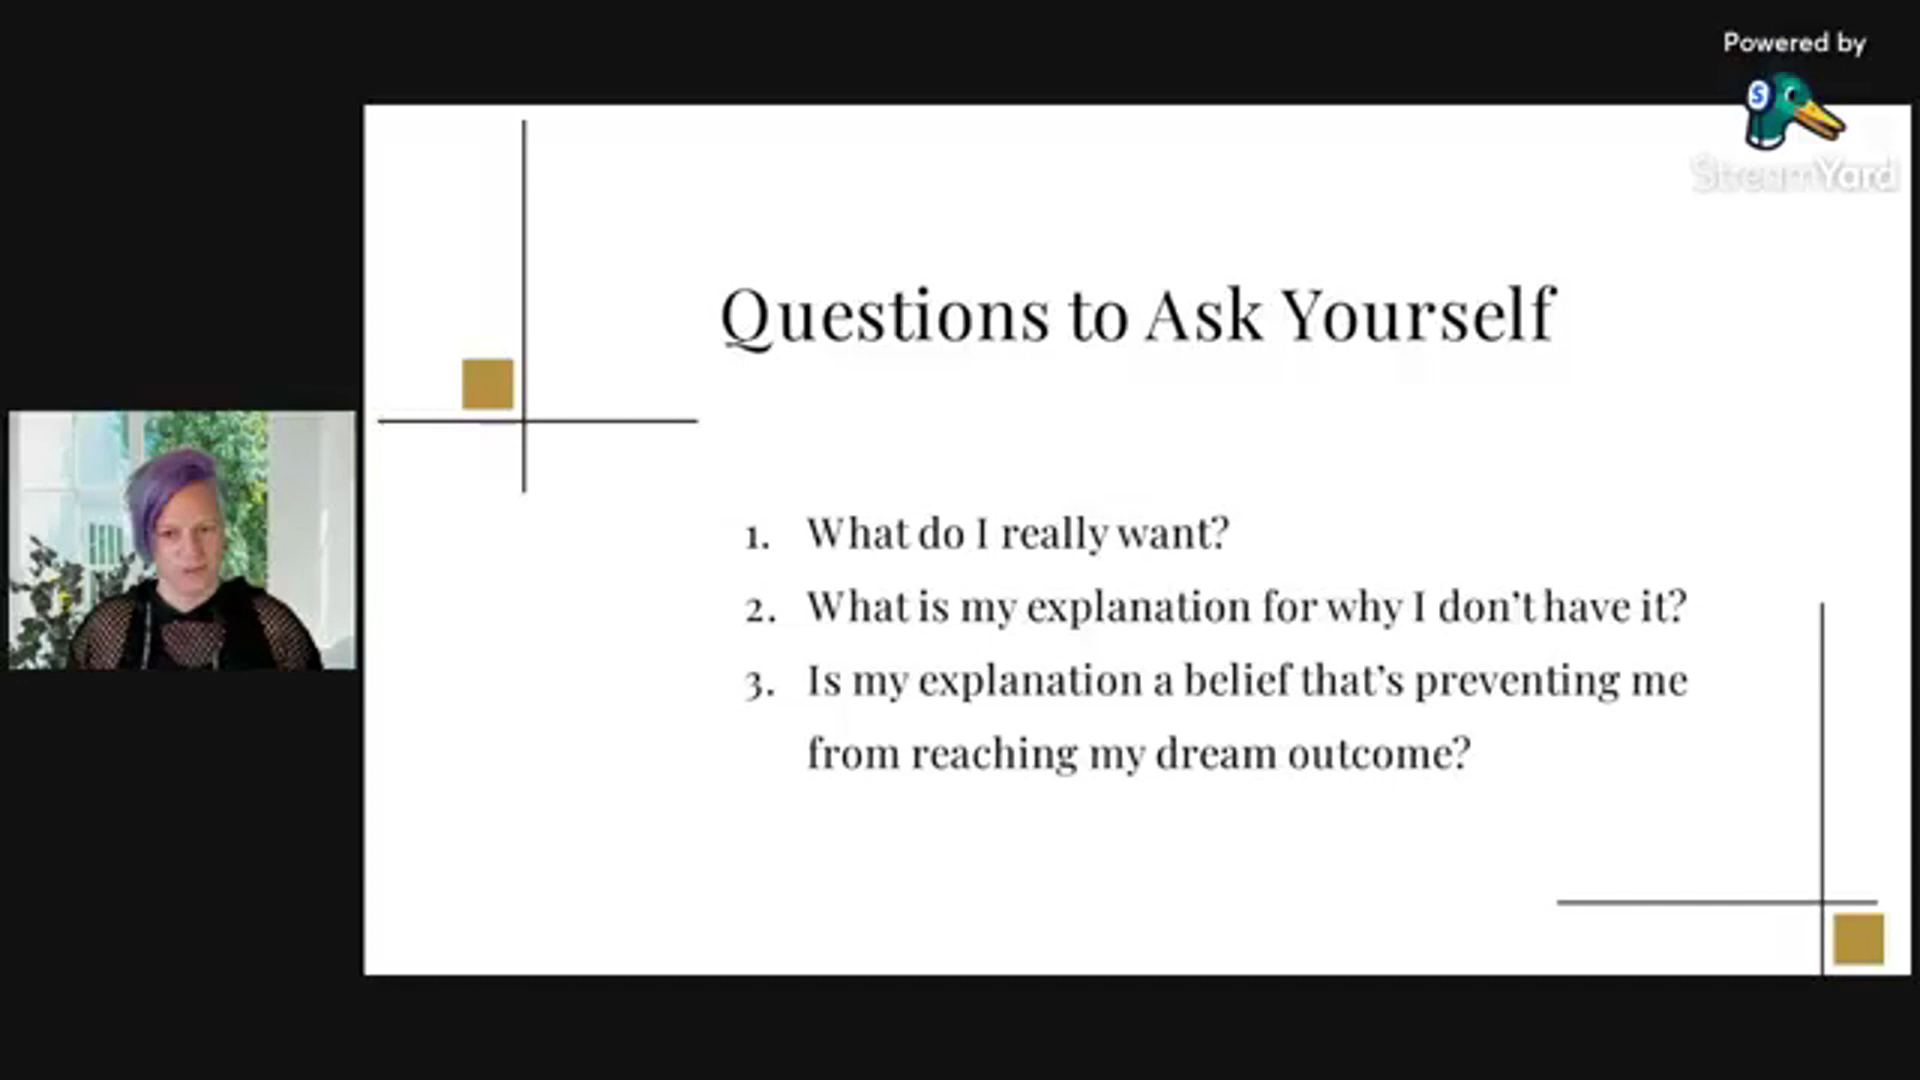 Powered by
S
StreamYard
Questions to Ask Yourself
1. What do I really want?
2. What is my explanation for why I don't have it?
3. Is my explanation a belief that's preventing me
from reaching my dream outcome?